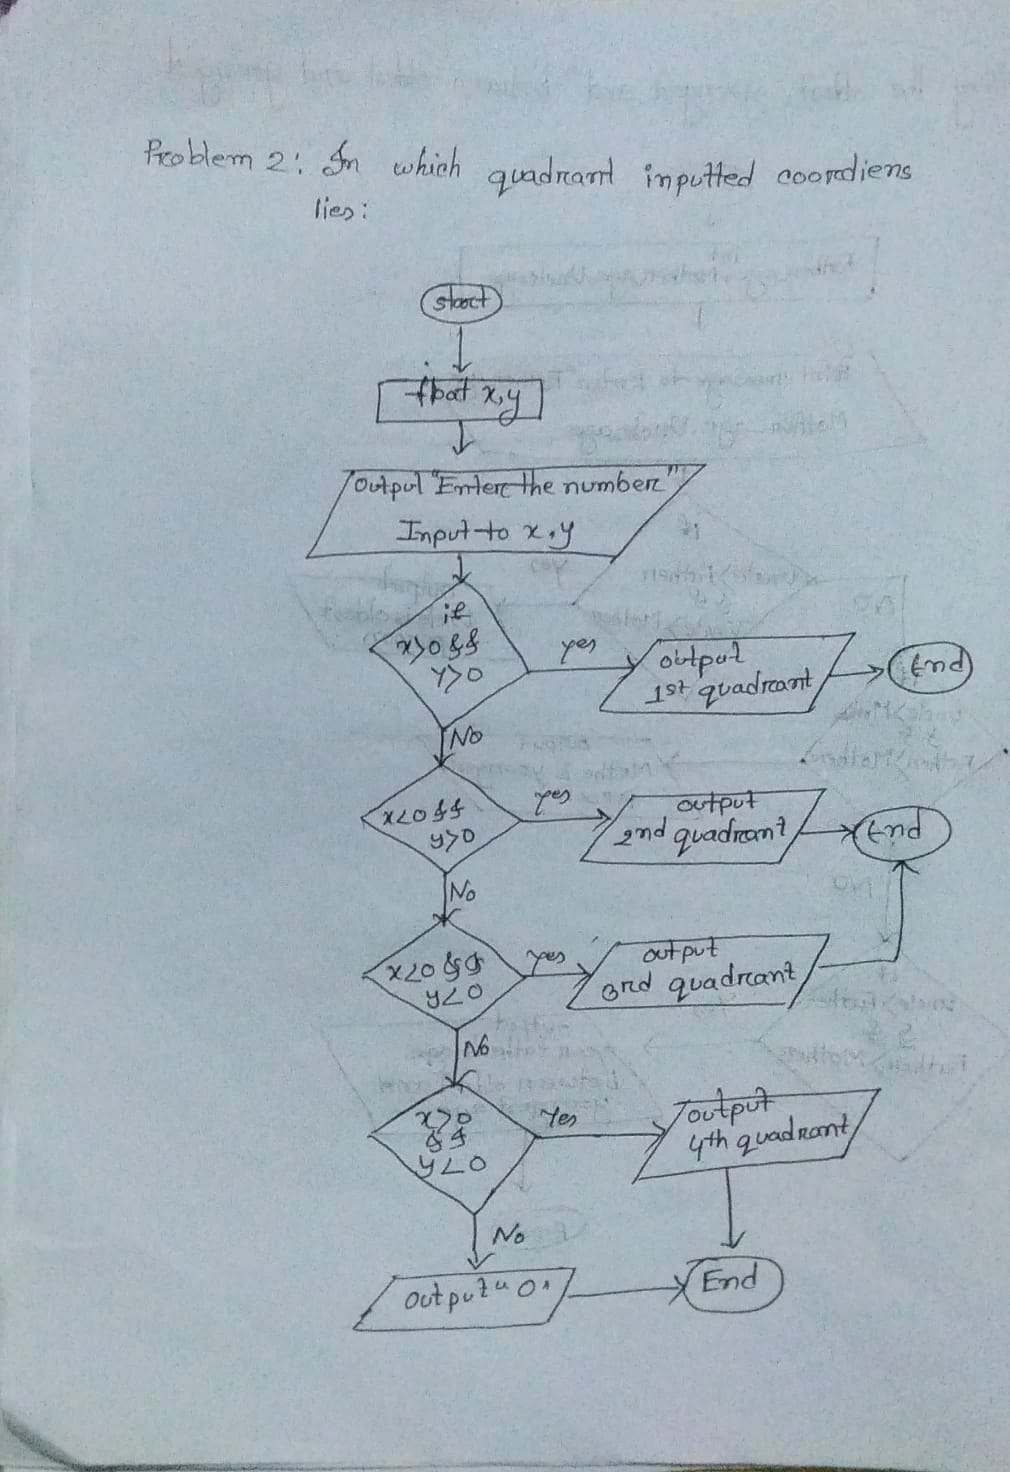 Problem 2: In which quadrant inputted coordiens
lies:
start
float x,y
output "Enter the number"
Input to x,y
if
x>0 &&
y>0
yes
output
1st quadrant
End
No
x<0 &&
y>0
yes
output
2nd quadrant
End
No
x<0 &&
y<0
yes
output
3rd quadrant
No
x>0
&&
y<0
Yes
output
4th quadrant
No
output "0"
End